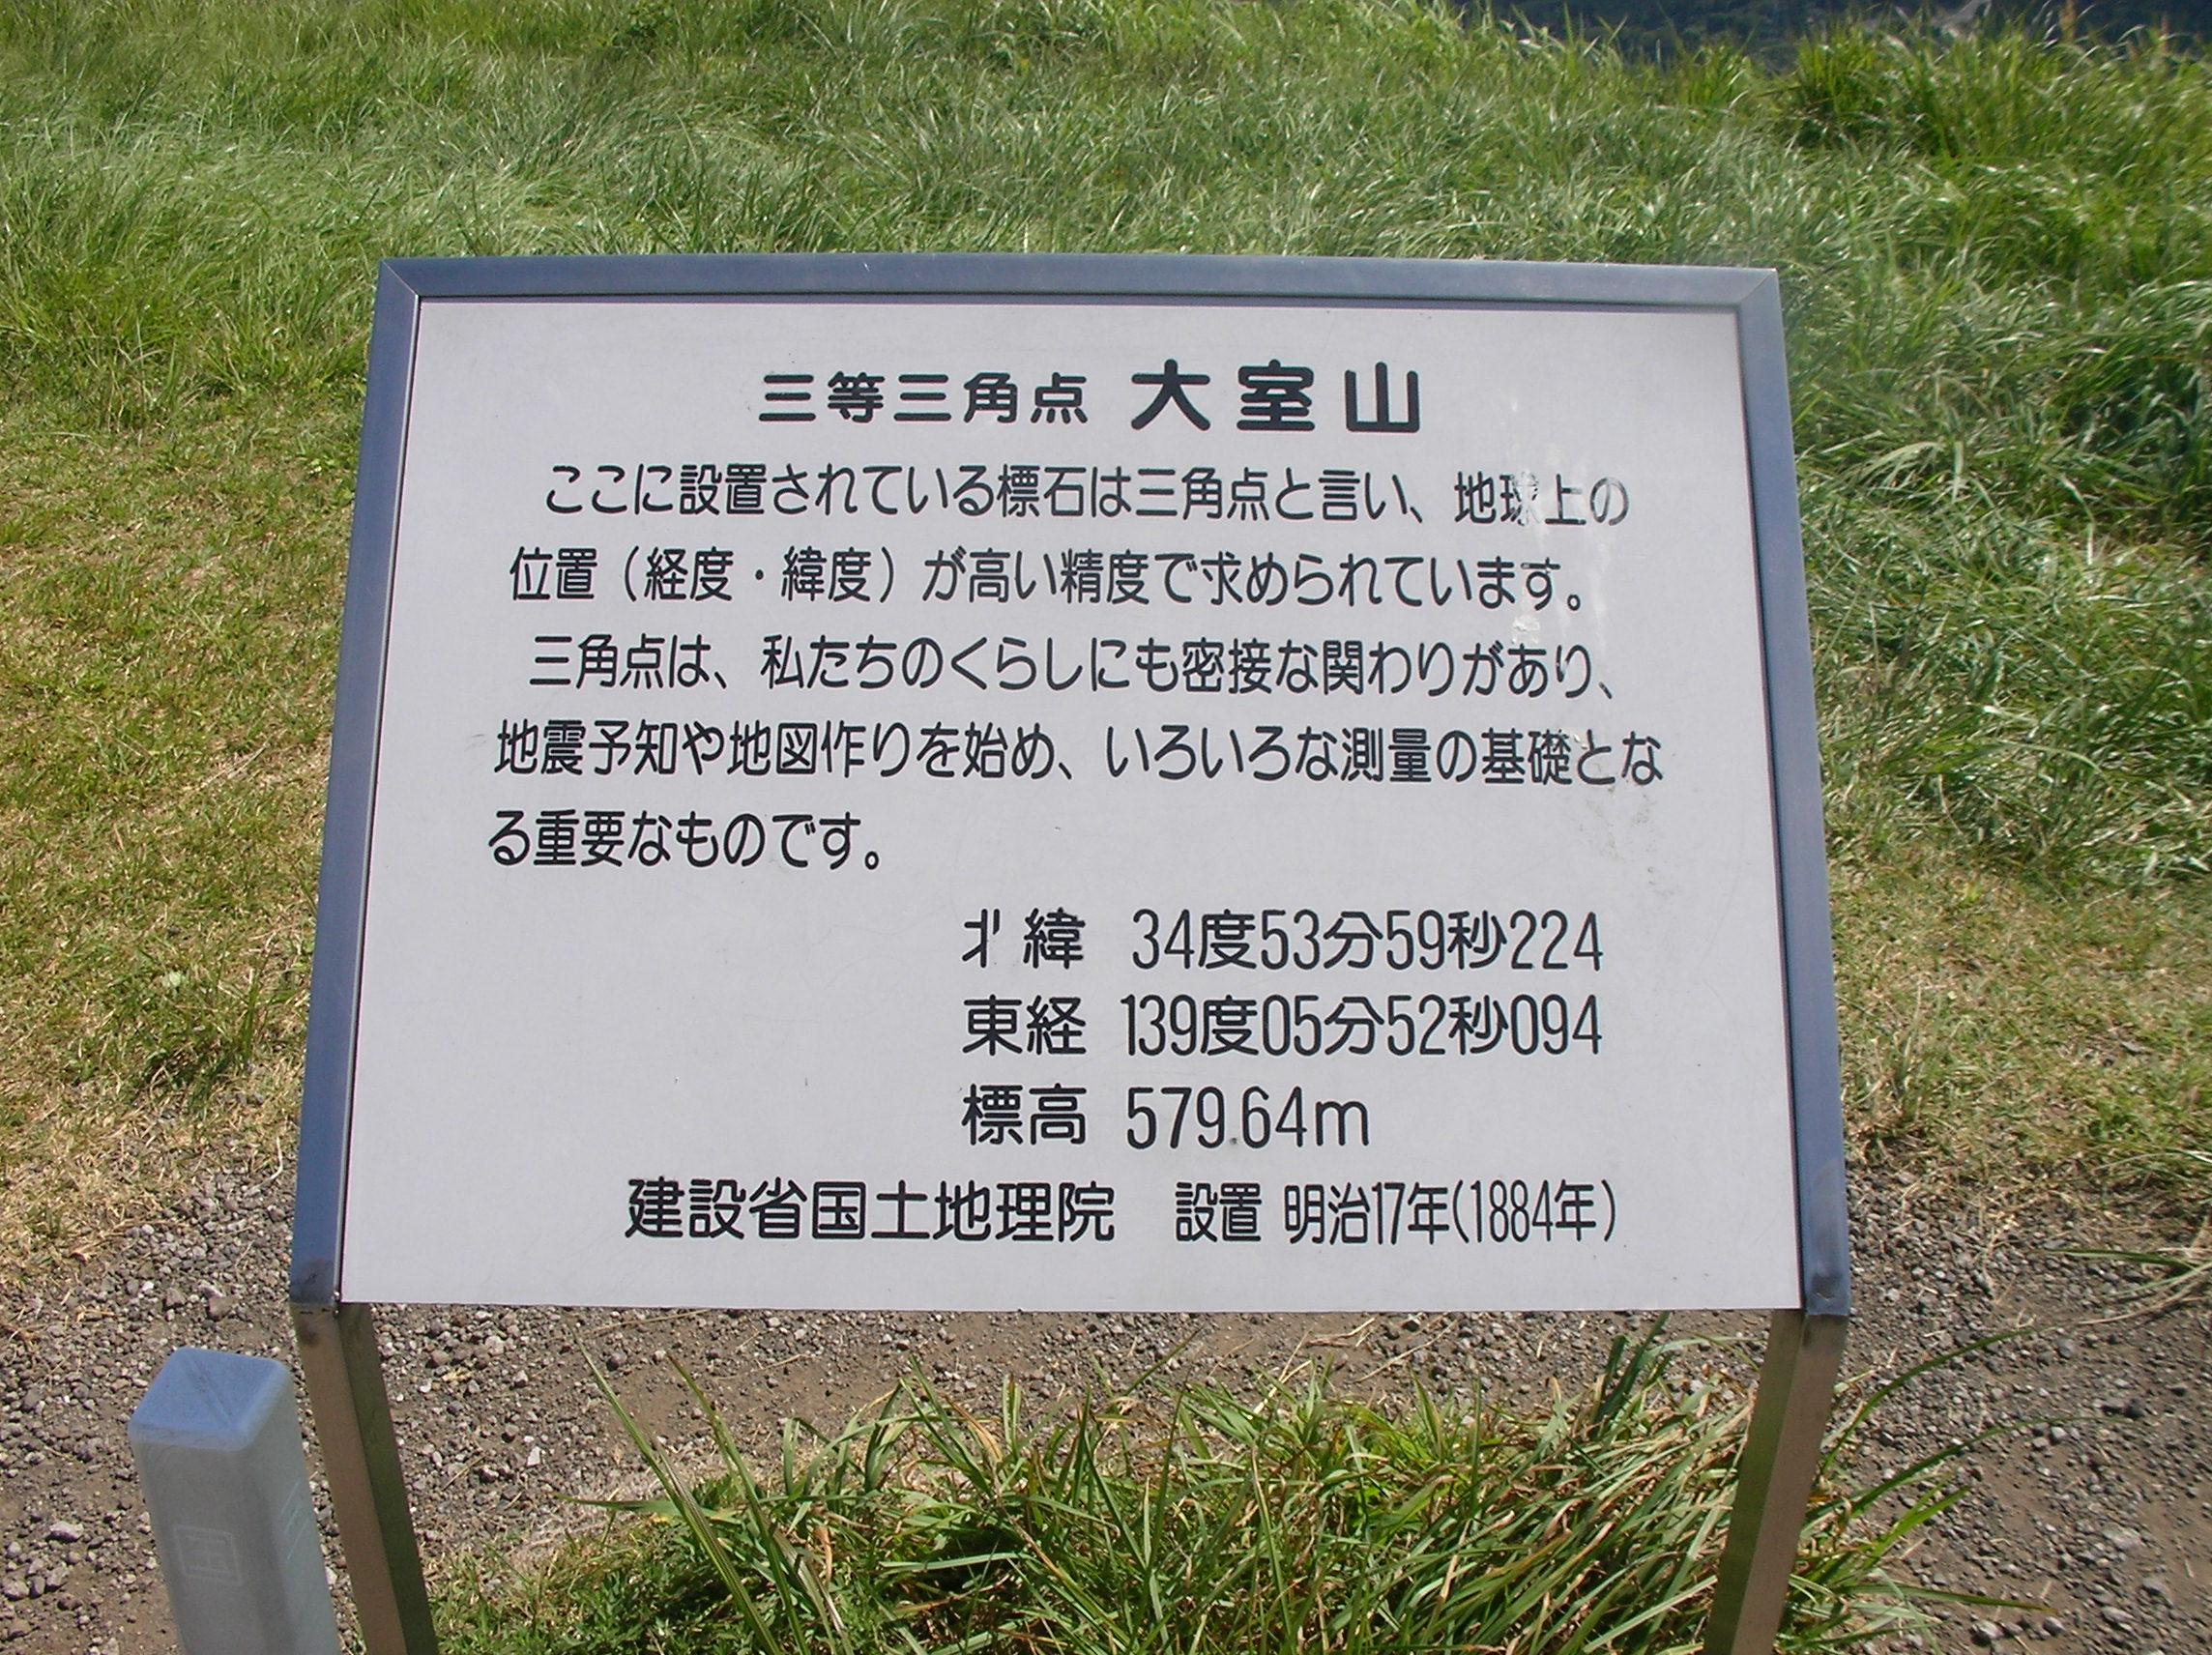 三等三角点 大室山
ここに設置されている標石は三角点と言い、地球上の
位置(経度・緯度)が高い精度で求められています。
三角点は、私たちのくらしにも密接な関わりがあり、
地震予知や地図作りを始め、いろいろな測量の基礎とな
る重要なものです。
北緯 34度53分59秒224
東経 139度05分52秒094
標高 579.64m
建設省国土地理院 設置 明治17年(1884年)